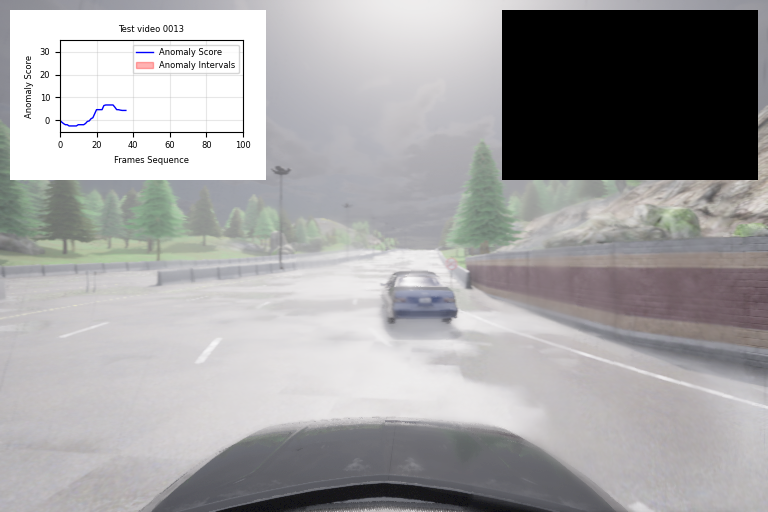 Test video 0013
Anomaly Score
Anomaly Intervals
Anomaly Score
30
20
10
0
0 20 40 60 80 100
Frames Sequence